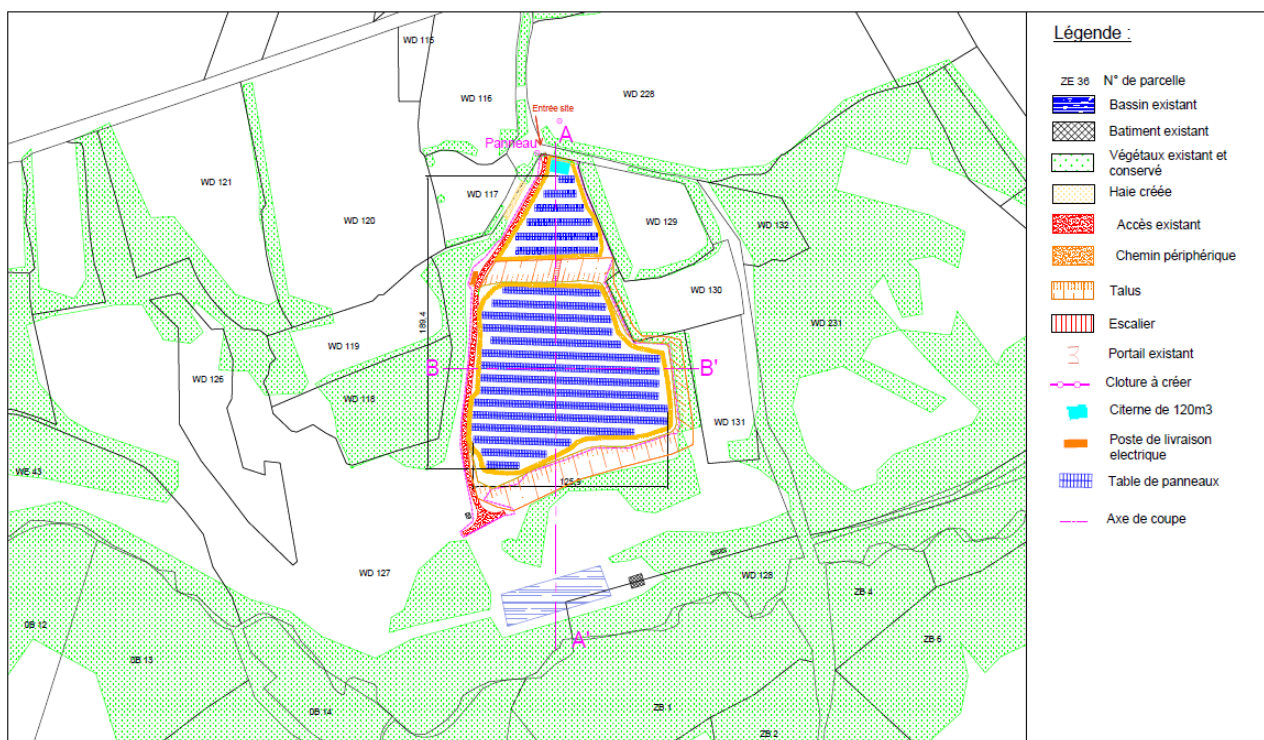 WD 115
WD 116
WD 228
Entrée site
A
Panneau
WD 121
WD 117
WD 120
WD 129
WD 132
WD 130
189.4
WD 119
WD 231
B
B'
WD 126
WD 118
WD 131
WE 43
125,9
WD 127
WD 128
ZB 4
0B 12
A'
ZB 6
0B 13
0B 14
ZB 1
ZB 2
Légende :
ZE 36 N° de parcelle
Bassin existant
Batiment existant
Végétaux existant et
conservé
Haie créée
Accès existant
Chemin périphérique
Talus
Escalier
Portail existant
Cloture à créer
Citerne de 120m3
Poste de livraison
electrique
Table de panneaux
Axe de coupe